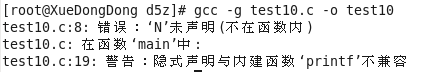 [root@XueDongDong d5z]# gcc -g test10.c -o test10
test10.c:8: 错误：‘N’未声明(不在函数内)
test10.c: 在函数‘main’中：
test10.c:19: 警告：隐式声明与内建函数‘printf’不兼容